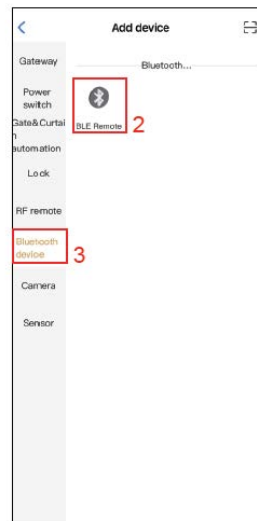 Add device
Gateway
Bluetooth...
Power
switch
Gate&Curtai
n
automation
BLE Remote
2
Lock
RF remote
Bluetooth
device
3
Camera
Sensor